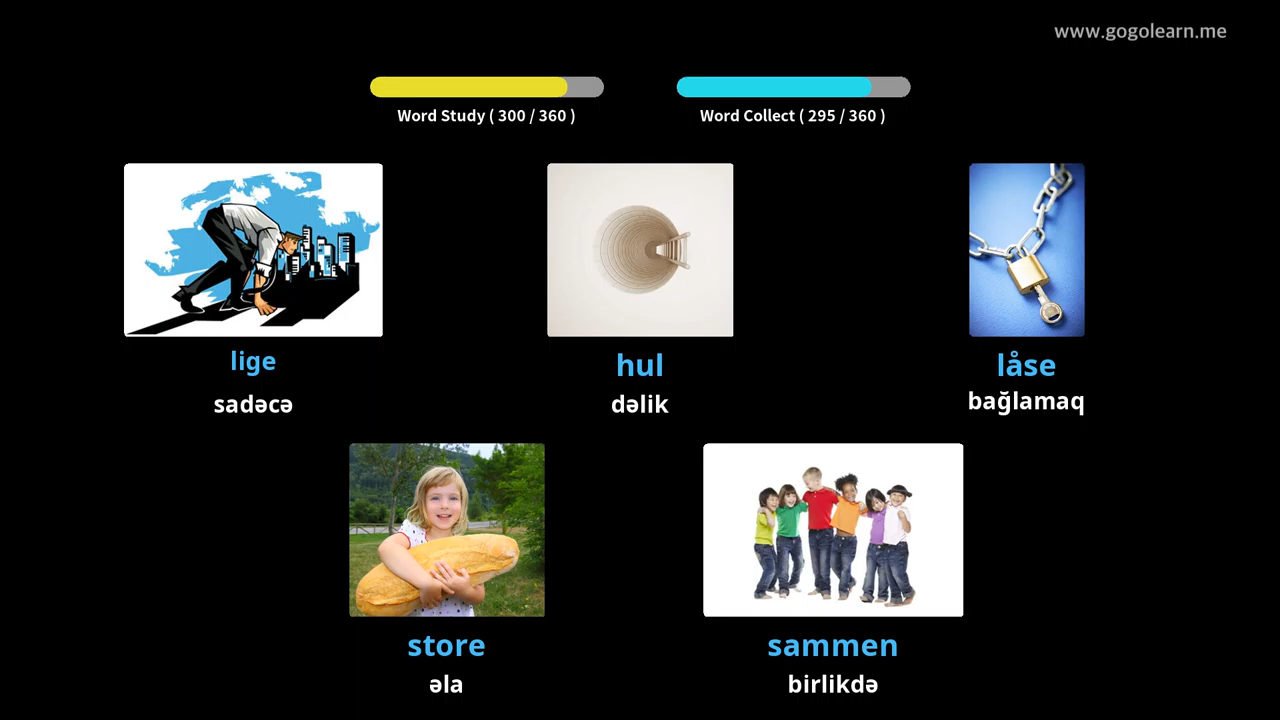 www.gogolearn.me
Word Study ( 300 / 360 )
Word Collect ( 295 / 360 )
lige
hul
låse
sadəcə
dəlik
bağlamaq
store
sammen
əla
birlikdə